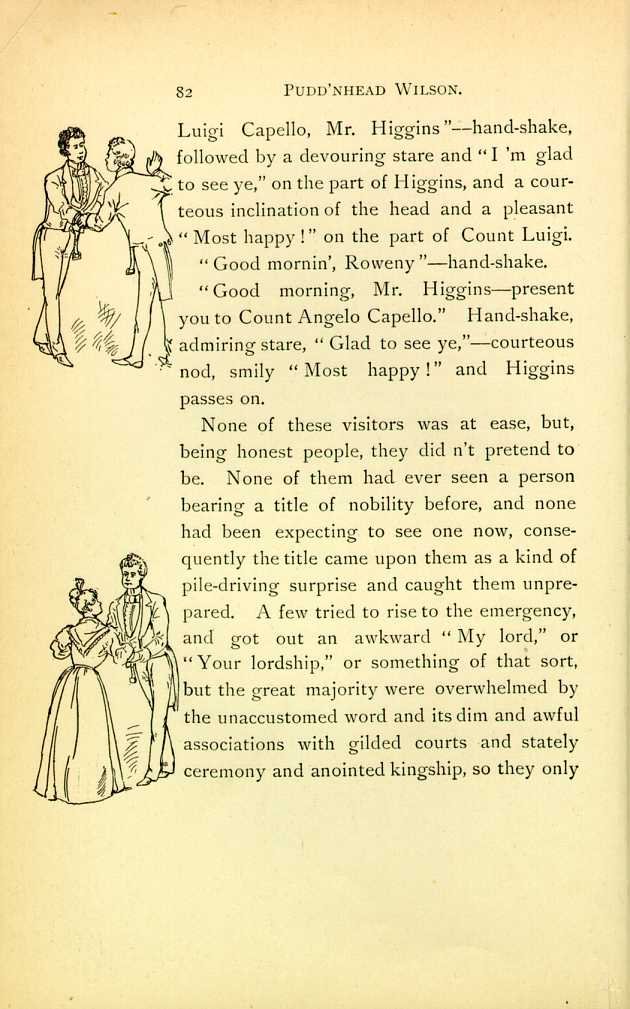 82 PUDD'NHEAD WILSON.
Luigi Capello, Mr. Higgins"—hand-shake,
followed by a devouring stare and "I 'm glad
to see ye," on the part of Higgins, and a cour-
teous inclination of the head and a pleasant
"Most happy!" on the part of Count Luigi.
"Good mornin', Roweny"—hand-shake.
"Good morning, Mr. Higgins—present
you to Count Angelo Capello." Hand-shake,
admiring stare, "Glad to see ye,"—courteous
nod, smily "Most happy!" and Higgins
passes on.
None of these visitors was at ease, but,
being honest people, they did n't pretend to
be. None of them had ever seen a person
bearing a title of nobility before, and none
had been expecting to see one now, conse-
quently the title came upon them as a kind of
pile-driving surprise and caught them unpre-
pared. A few tried to rise to the emergency,
and got out an awkward "My lord," or
"Your lordship," or something of that sort,
but the great majority were overwhelmed by
the unaccustomed word and its dim and awful
associations with gilded courts and stately
ceremony and anointed kingship, so they only